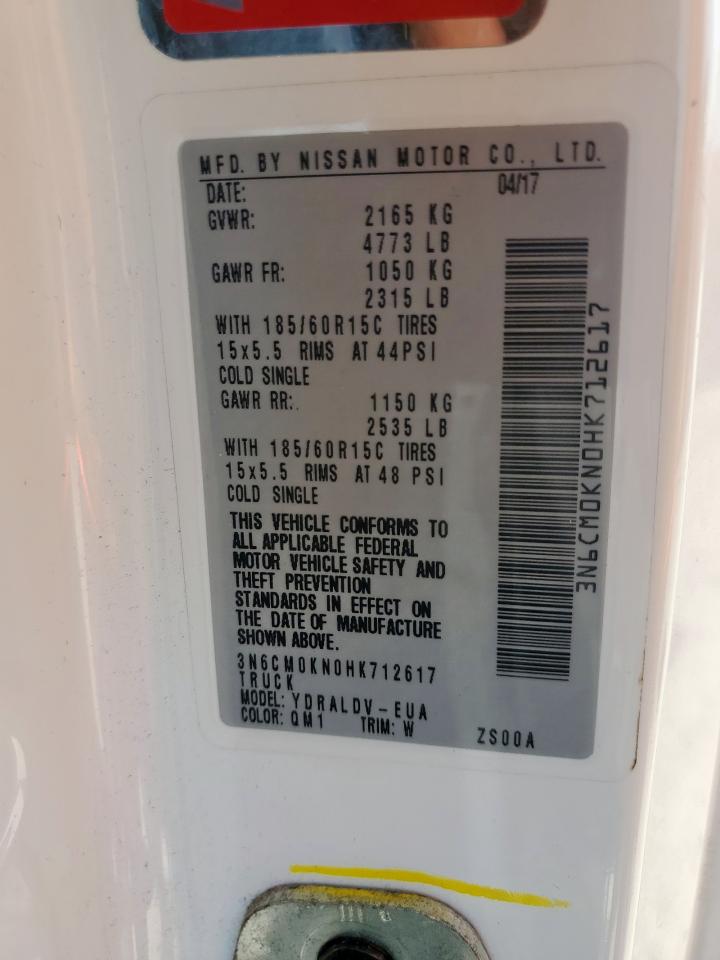 MFD. BY NISSAN MOTOR CO., LTD.
DATE: 04/17
GVWR: 2165 KG
4773 LB
GAWR FR: 1050 KG
2315 LB
WITH 185/60R15C TIRES
15x5.5 RIMS AT 44PSI
COLD SINGLE
GAWR RR: 1150 KG
2535 LB
WITH 185/60R15C TIRES
15x5.5 RIMS AT 48 PSI
COLD SINGLE
THIS VEHICLE CONFORMS TO
ALL APPLICABLE FEDERAL
MOTOR VEHICLE SAFETY AND
THEFT PREVENTION
STANDARDS IN EFFECT ON
THE DATE OF MANUFACTURE
SHOWN ABOVE.
3N6CM0KN0HK712617
TRUCK
MODEL: YDRALDV-EUA
COLOR: QM1 TRIM: W ZS00A
3N6CM0KN0HK712617